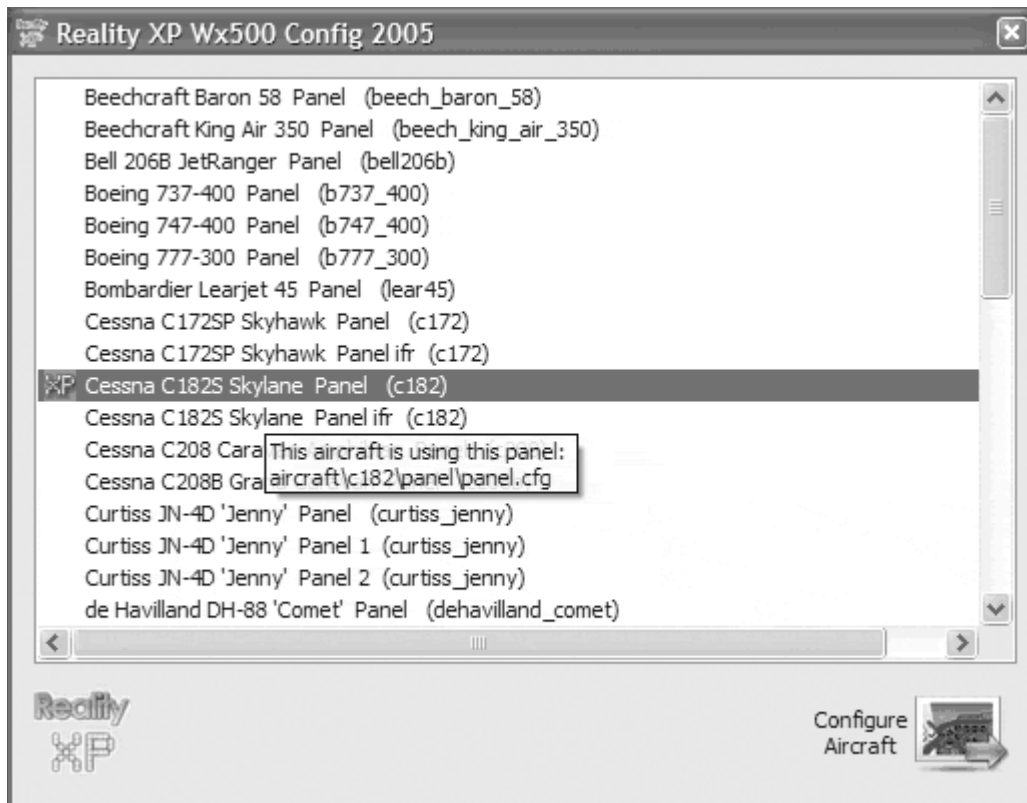 Reality XP Wx500 Config 2005
Beechcraft Baron 58 Panel (beech_baron_58)
Beechcraft King Air 350 Panel (beech_king_air_350)
Bell 206B JetRanger Panel (bell206b)
Boeing 737-400 Panel (b737_400)
Boeing 747-400 Panel (b747_400)
Boeing 777-300 Panel (b777_300)
Bombardier Learjet 45 Panel (lear45)
Cessna C172SP Skyhawk Panel (c172)
Cessna C172SP Skyhawk Panel ifr (c172)
XP Cessna C182S Skylane Panel (c182)
Cessna C182S Skylane Panel ifr (c182)
Cessna C208 Cara
This aircraft is using this panel:
Cessna C208B Gra
aircraft\c182\panel\panel.cfg
Curtiss JN-4D 'Jenny' Panel (curtiss_jenny)
Curtiss JN-4D 'Jenny' Panel 1 (curtiss_jenny)
Curtiss JN-4D 'Jenny' Panel 2 (curtiss_jenny)
de Havilland DH-88 'Comet' Panel (dehavilland_comet)
Reality
XP
Configure
Aircraft